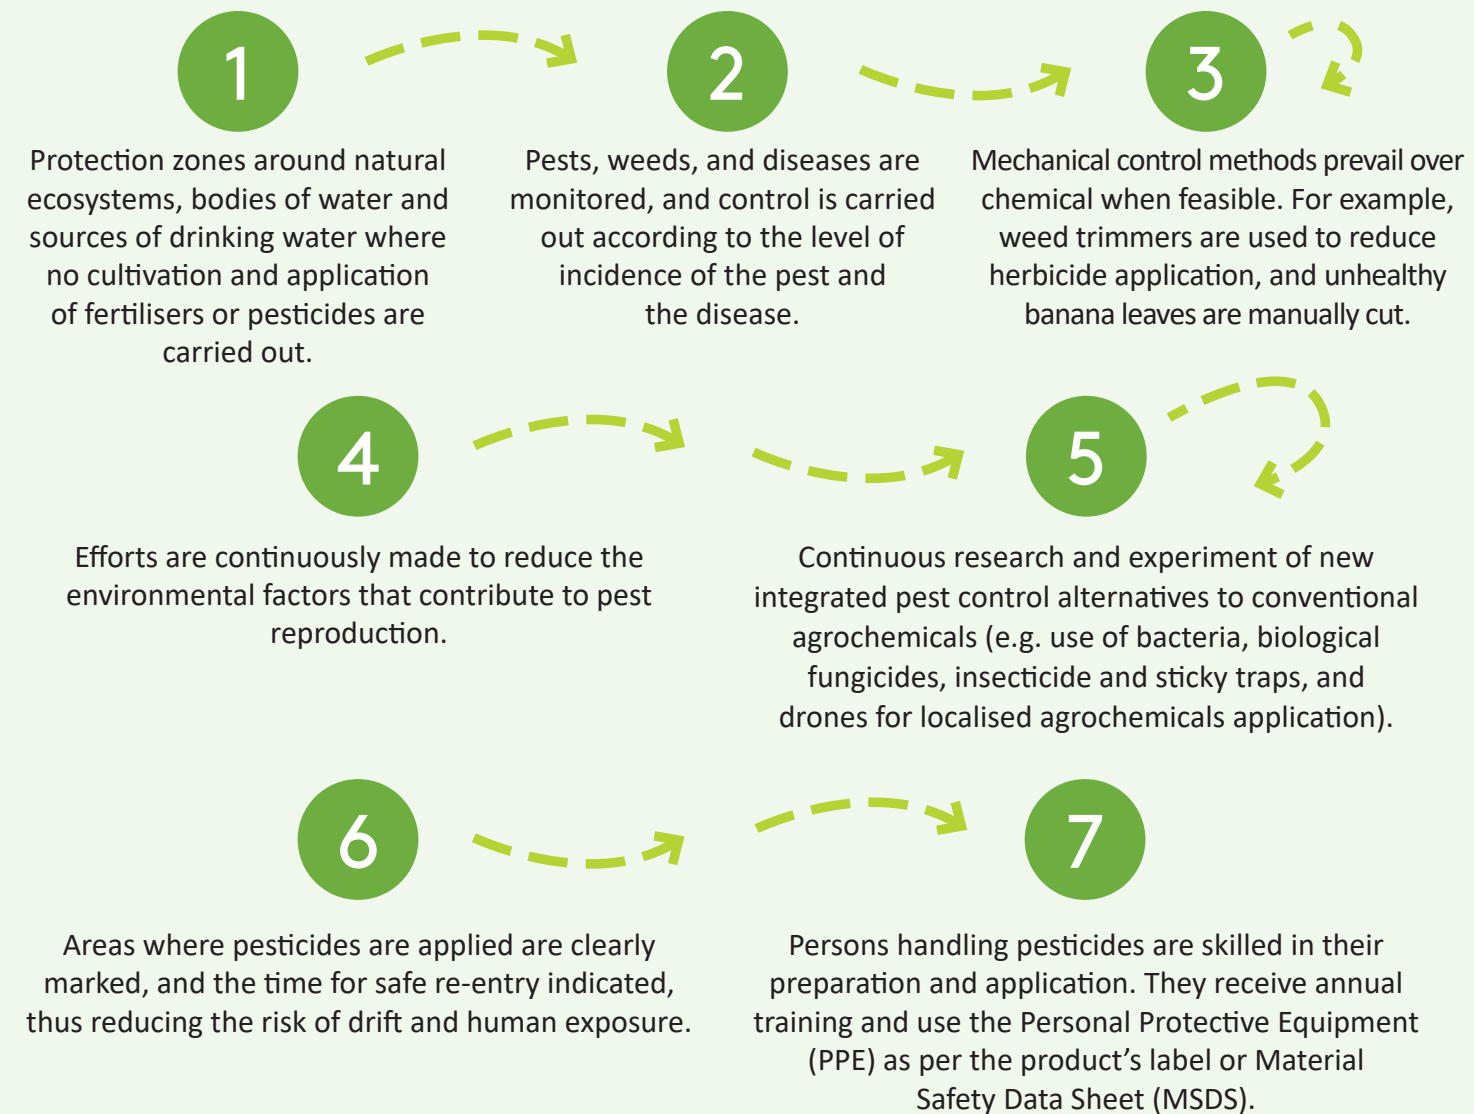 1
Protection zones around natural
ecosystems, bodies of water and
sources of drinking water where
no cultivation and application
of fertilisers or pesticides are
carried out.
2
Pests, weeds, and diseases are
monitored, and control is carried
out according to the level of
incidence of the pest and
the disease.
3
Mechanical control methods prevail over
chemical when feasible. For example,
weed trimmers are used to reduce
herbicide application, and unhealthy
banana leaves are manually cut.
4
Efforts are continuously made to reduce the
environmental factors that contribute to pest
reproduction.
5
Continuous research and experiment of new
integrated pest control alternatives to conventional
agrochemicals (e.g. use of bacteria, biological
fungicides, insecticide and sticky traps, and
drones for localised agrochemicals application).
6
Areas where pesticides are applied are clearly
marked, and the time for safe re-entry indicated,
thus reducing the risk of drift and human exposure.
7
Persons handling pesticides are skilled in their
preparation and application. They receive annual
training and use the Personal Protective Equipment
(PPE) as per the product’s label or Material
Safety Data Sheet (MSDS).